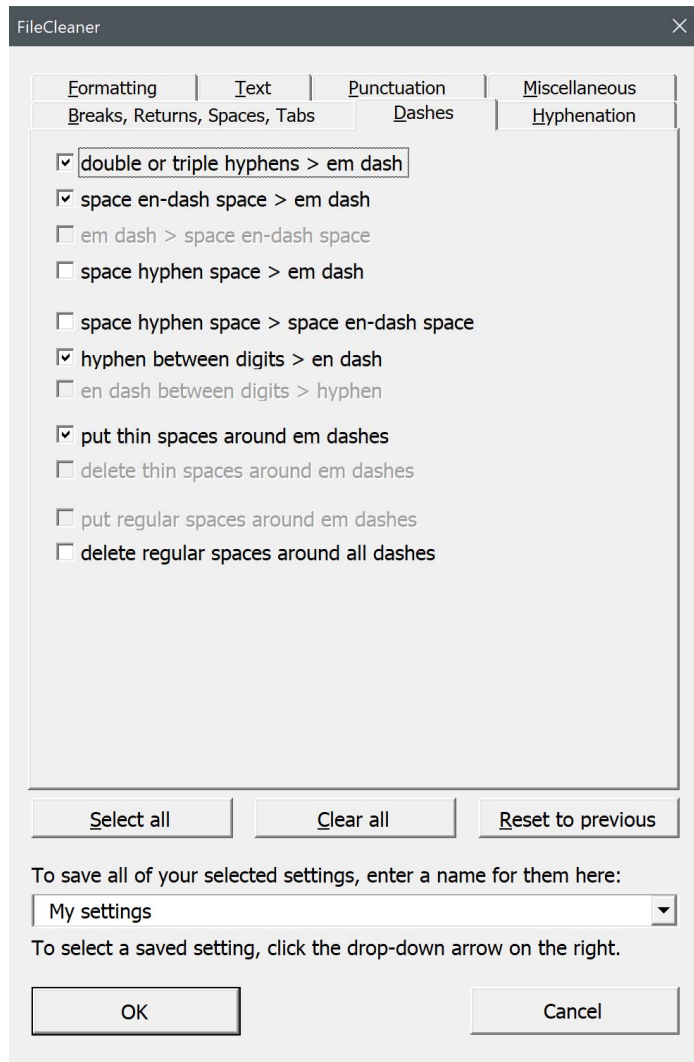 FileCleaner
Formatting Text Punctuation Miscellaneous
Breaks, Returns, Spaces, Tabs Dashes Hyphenation
double or triple hyphens > em dash
space en-dash space > em dash
em dash > space en-dash space
space hyphen space > em dash
space hyphen space > space en-dash space
hyphen between digits > en dash
en dash between digits > hyphen
put thin spaces around em dashes
delete thin spaces around em dashes
put regular spaces around em dashes
delete regular spaces around all dashes
Select all Clear all Reset to previous
To save all of your selected settings, enter a name for them here:
My settings
To select a saved setting, click the drop-down arrow on the right.
OK Cancel